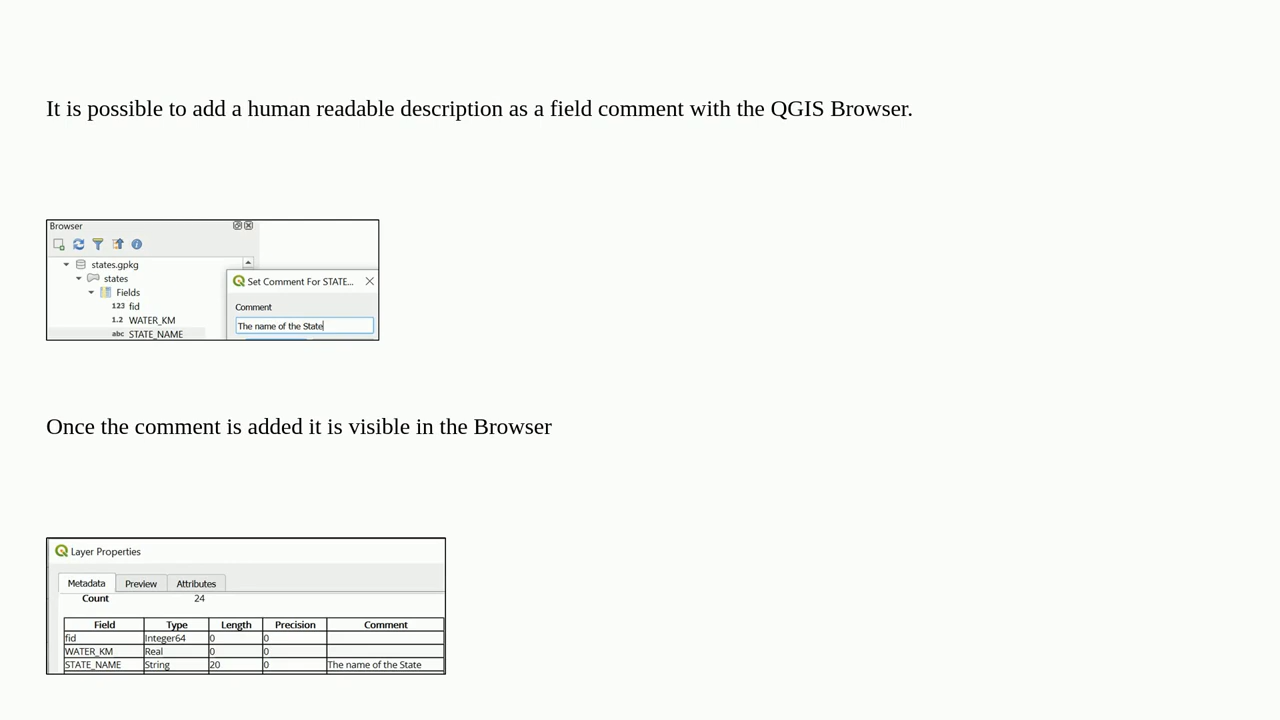 It is possible to add a human readable description as a field comment with the QGIS Browser.
Browser
states.gpkg
states
Fields
123 fid
1.2 WATER_KM
abc STATE_NAME
Set Comment For STATE...
Comment
The name of the State
Once the comment is added it is visible in the Browser
Layer Properties
Metadata Preview Attributes
Count 24
Field Type Length Precision Comment
fid Integer64 0 0
WATER_KM Real 0 0
STATE_NAME String 20 0 The name of the State